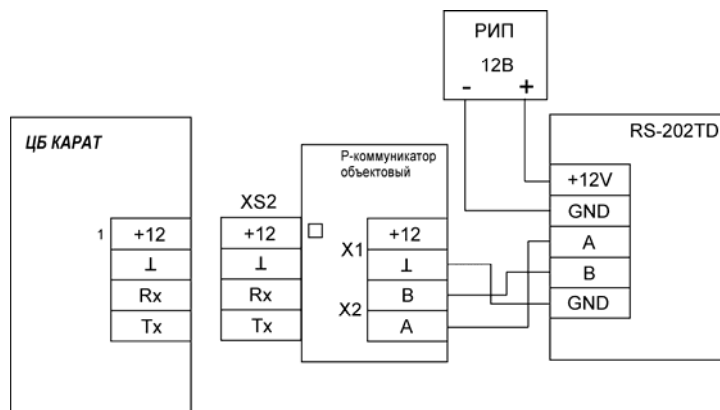 РИП
12В
- +
ЦБ КАРАТ
1
+12
⊥
Rx
Tx
XS2
+12
⊥
Rx
Tx
Р-коммуникатор
объектовый
X1
X2
+12
⊥
B
A
RS-202TD
+12V
GND
A
B
GND